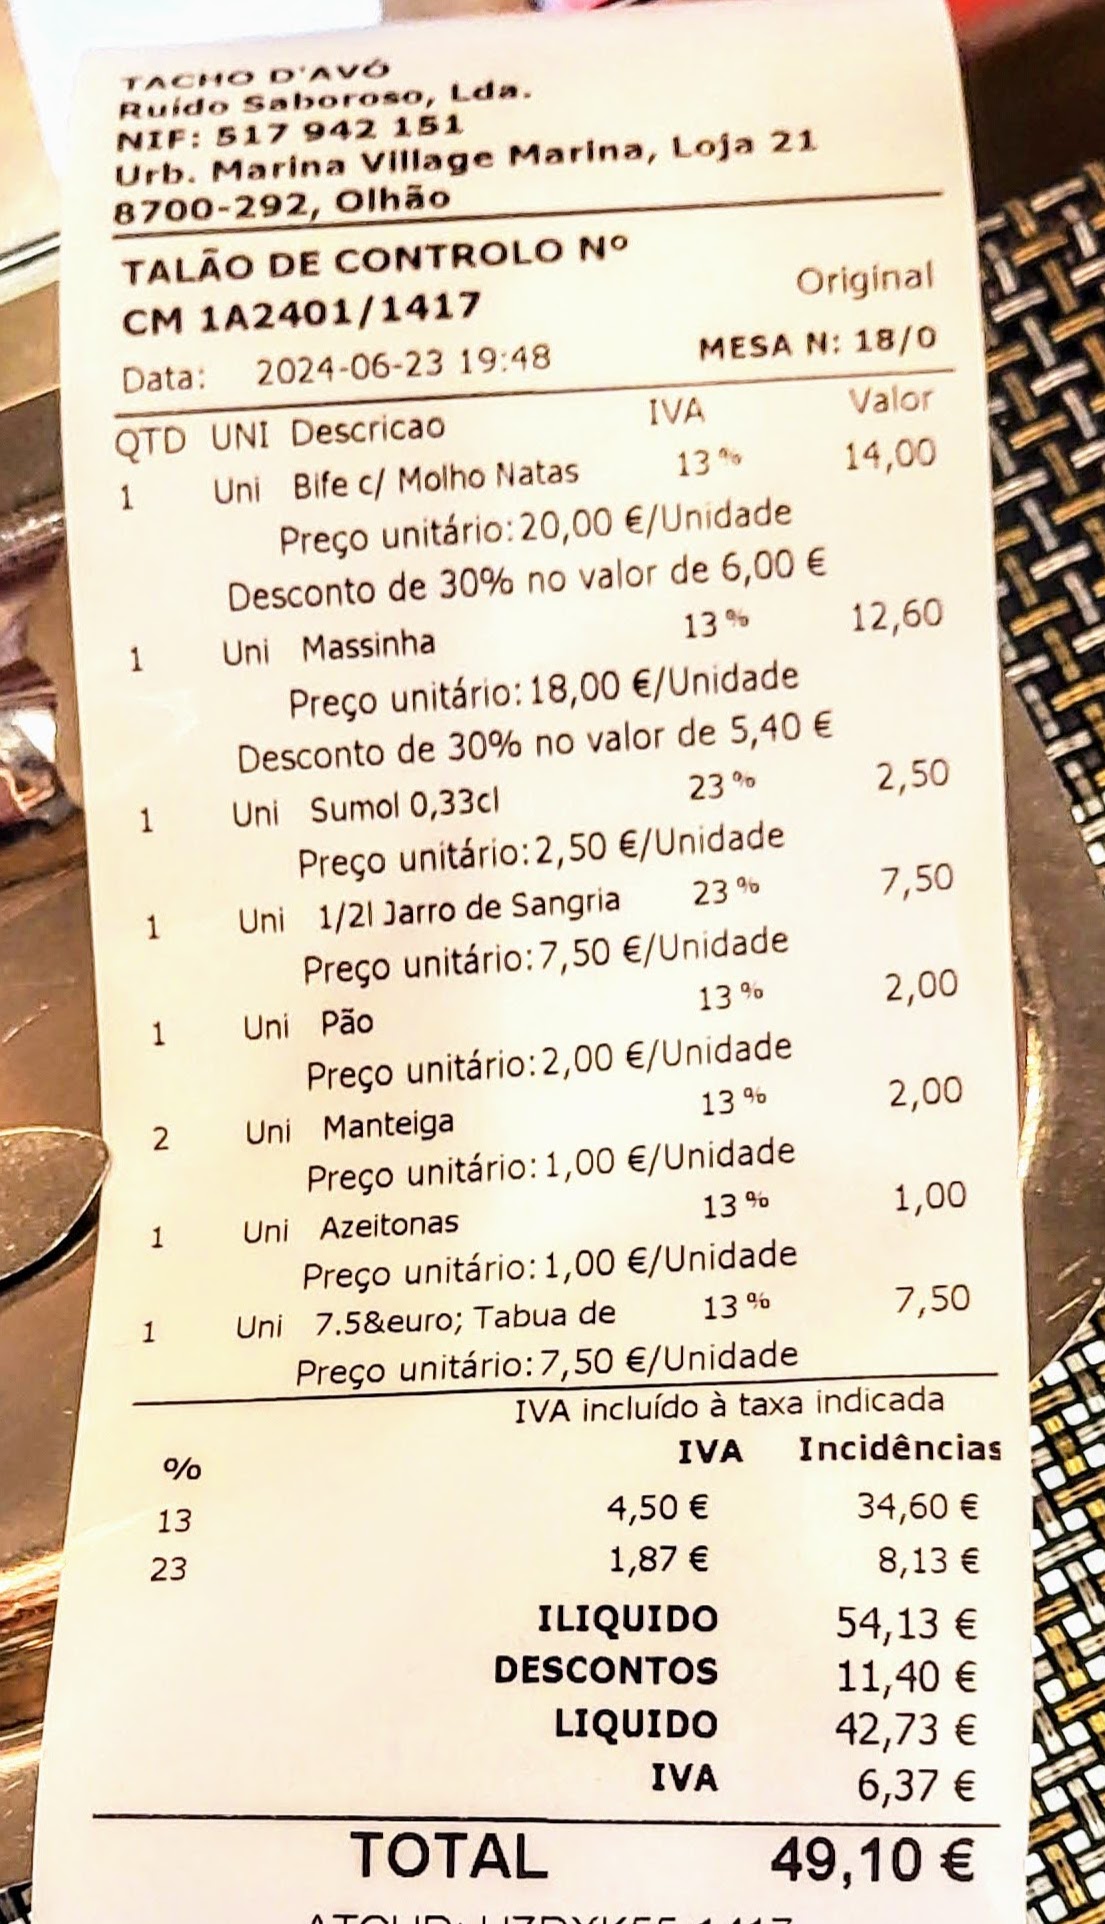 TACHO D'AVÓ
Ruído Saboroso, Lda.
NIF: 517 942 151
Urb. Marina Village Marina, Loja 21
8700-292, Olhão
TALÃO DE CONTROLO Nº
CM 1A2401/1417 Original
Data: 2024-06-23 19:48 MESA N: 18/0
QTD UNI Descricao IVA Valor
1 Uni Bife c/ Molho Natas 13% 14,00
Preço unitário:20,00 €/Unidade
Desconto de 30% no valor de 6,00 €
1 Uni Massinha 13% 12,60
Preço unitário:18,00 €/Unidade
Desconto de 30% no valor de 5,40 €
1 Uni Sumol 0,33cl 23% 2,50
Preço unitário:2,50 €/Unidade
1 Uni 1/2l Jarro de Sangria 23% 7,50
Preço unitário:7,50 €/Unidade
1 Uni Pão 13% 2,00
Preço unitário:2,00 €/Unidade
2 Uni Manteiga 13% 2,00
Preço unitário:1,00 €/Unidade
1 Uni Azeitonas 13% 1,00
Preço unitário:1,00 €/Unidade
1 Uni 7.5&euro; Tabua de 13% 7,50
Preço unitário:7,50 €/Unidade
IVA incluído à taxa indicada
% IVA Incidências
13 4,50 € 34,60 €
23 1,87 € 8,13 €
ILIQUIDO 54,13 €
DESCONTOS 11,40 €
LIQUIDO 42,73 €
IVA 6,37 €
TOTAL 49,10 €